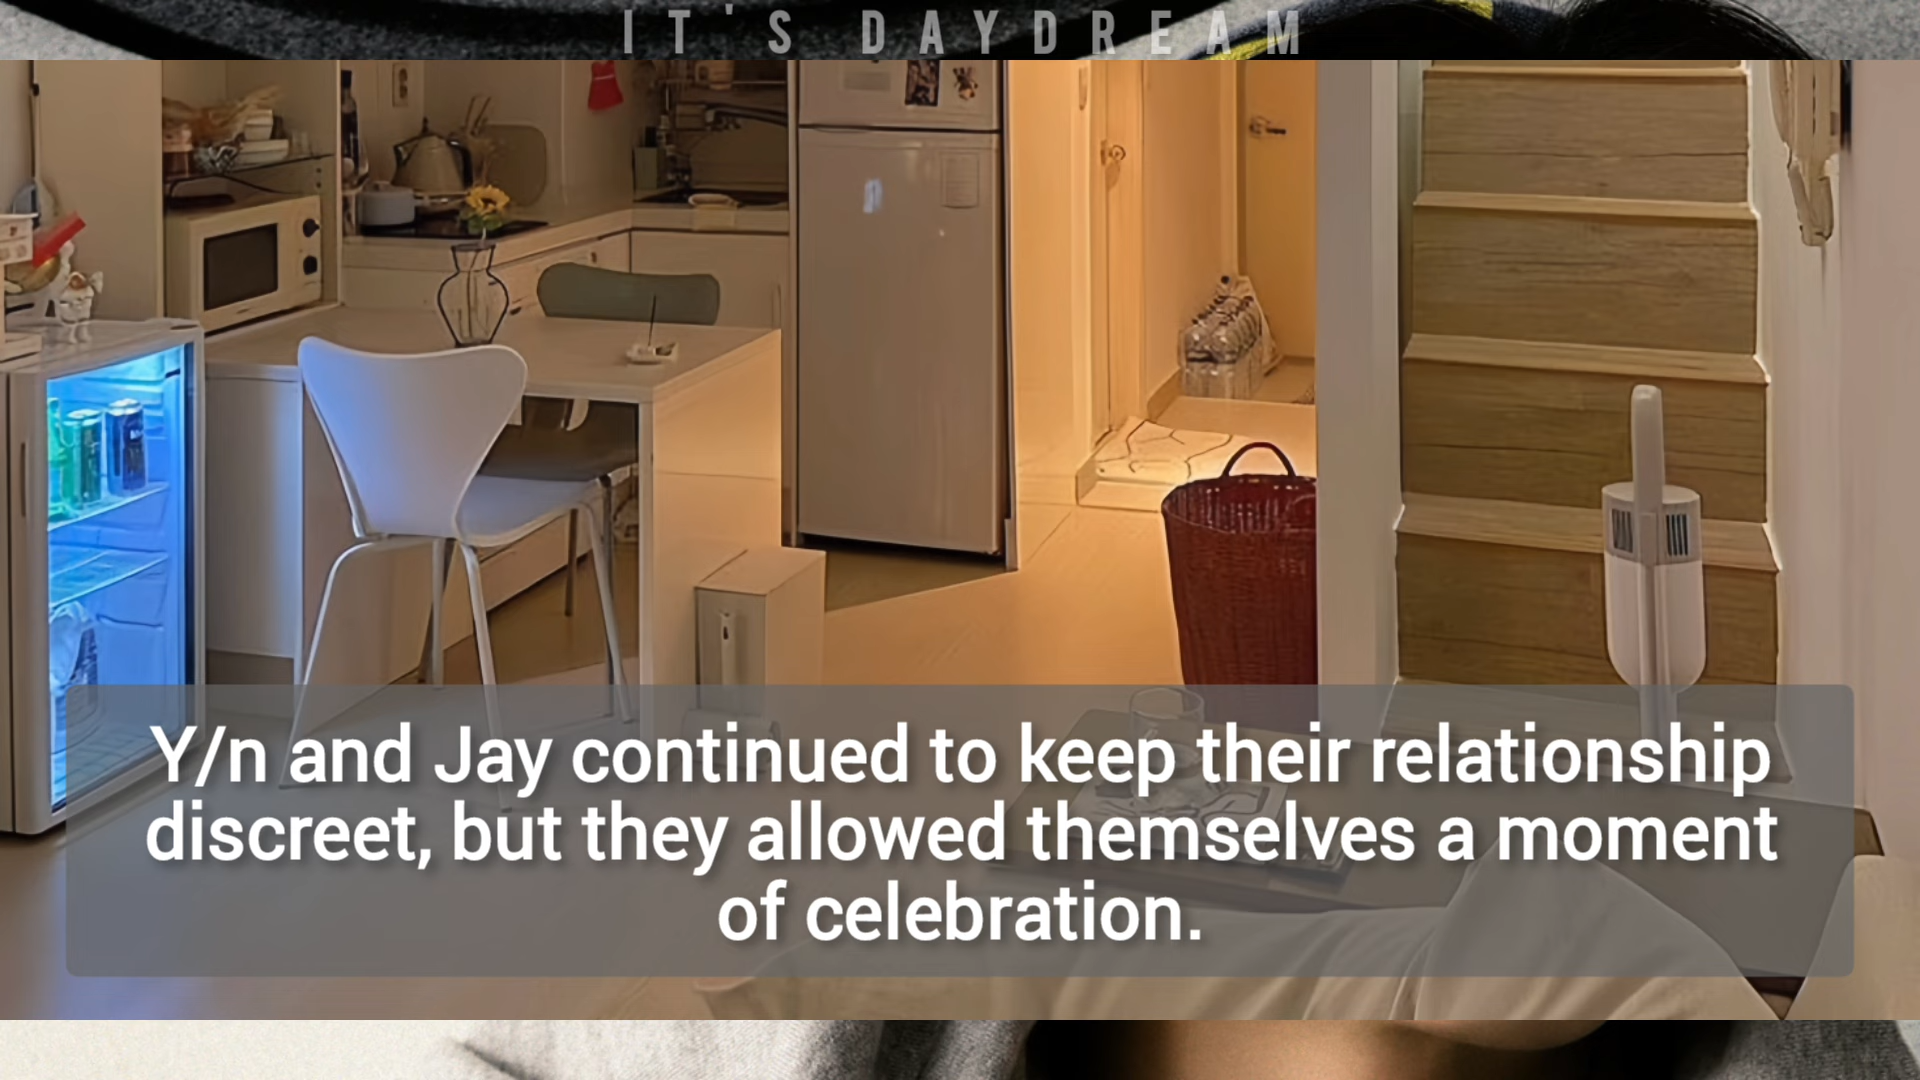 IT'S DAYDREAM
Y/n and Jay continued to keep their relationship
discreet, but they allowed themselves a moment
of celebration.